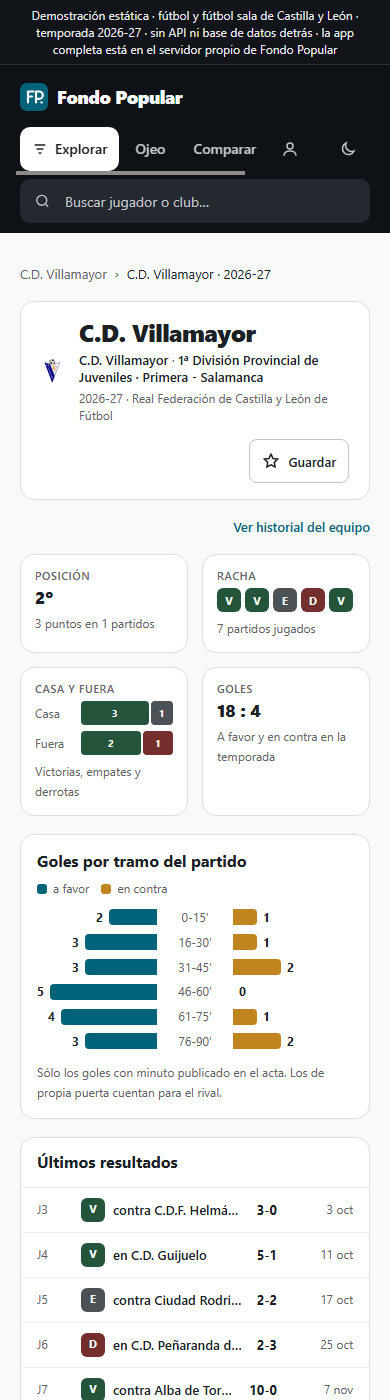 Demostración estática · fútbol y fútbol sala de Castilla y León ·
temporada 2026-27 · sin API ni base de datos detrás · la app
completa está en el servidor propio de Fondo Popular
FP Fondo Popular
Explorar Ojeo Comparar
Buscar jugador o club...
C.D. Villamayor › C.D. Villamayor · 2026-27
C.D. Villamayor
C.D. Villamayor · 1ª División Provincial de
Juveniles · Primera - Salamanca
2026-27 · Real Federación de Castilla y León de
Fútbol
Guardar
Ver historial del equipo
POSICIÓN
2º
3 puntos en 1 partidos
RACHA
V V E D V
7 partidos jugados
CASA Y FUERA
Casa 3 1
Fuera 2 1
Victorias, empates y
derrotas
GOLES
18 : 4
A favor y en contra en la
temporada
Goles por tramo del partido
a favor en contra
2 0-15' 1
3 16-30' 1
3 31-45' 2
5 46-60' 0
4 61-75' 1
3 76-90' 2
Sólo los goles con minuto publicado en el acta. Los de
propia puerta cuentan para el rival.
Últimos resultados
J3 V contra C.D.F. Helmá... 3-0 3 oct
J4 V en C.D. Guijuelo 5-1 11 oct
J5 E contra Ciudad Rodri... 2-2 17 oct
J6 D en C.D. Peñaranda d... 2-3 25 oct
J7 V contra Alba de Tor... 10-0 7 nov